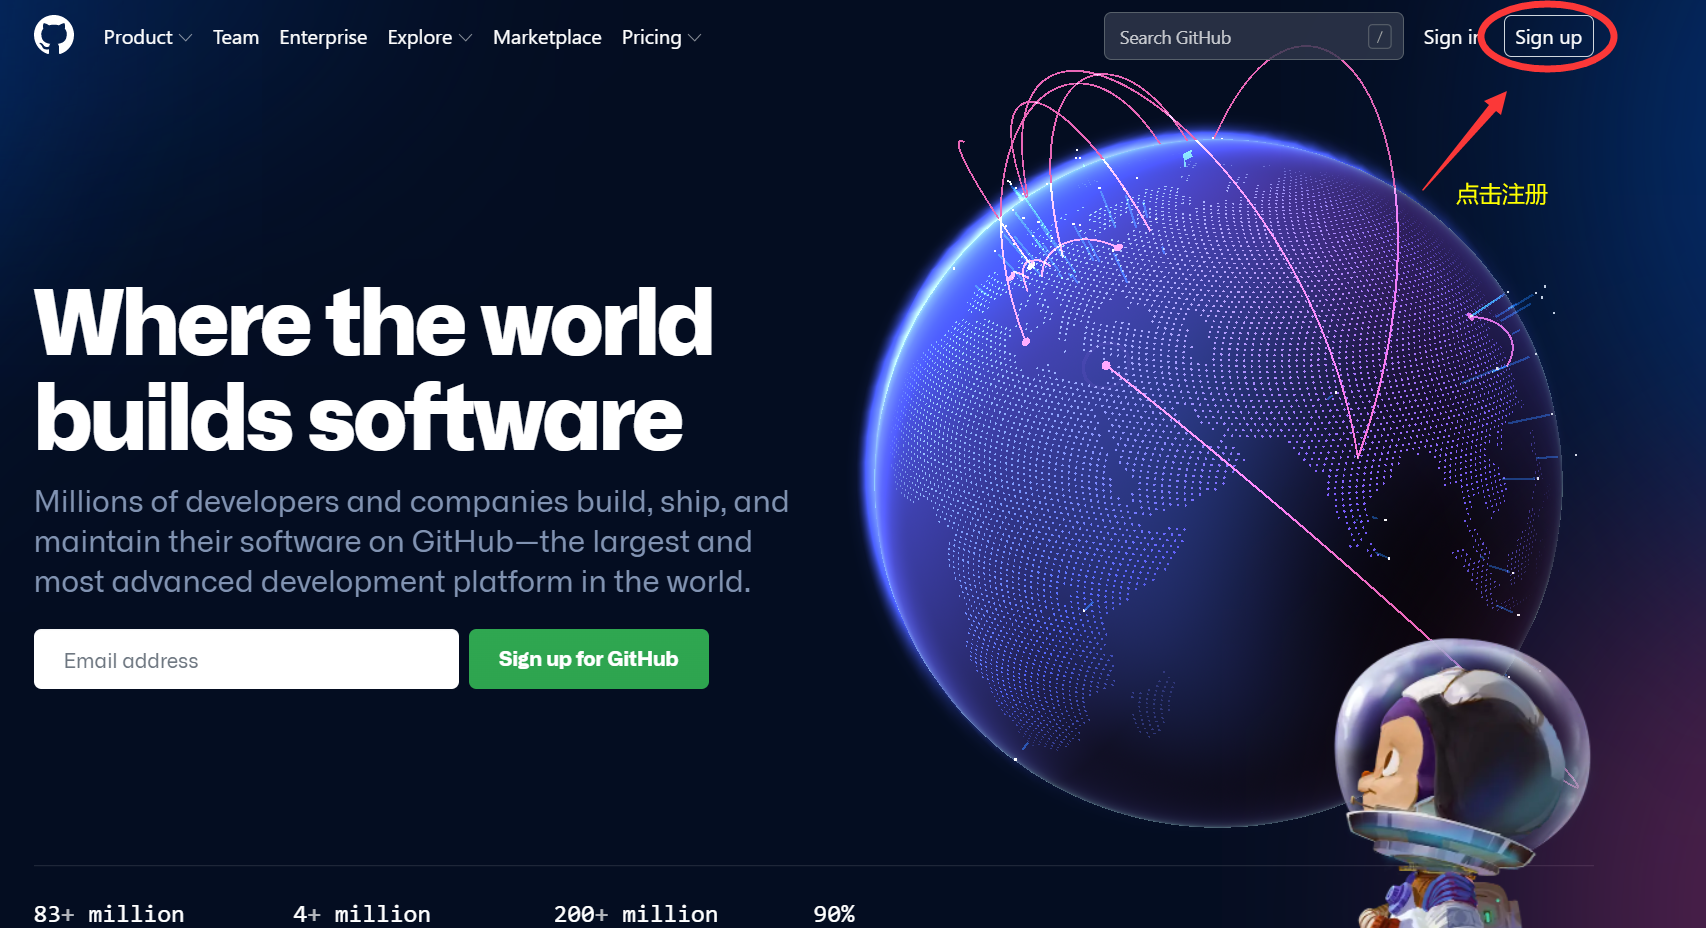 Product Team Enterprise Explore Marketplace Pricing Search GitHub / Sign in Sign up
点击注册
Where the world
builds software
Millions of developers and companies build, ship, and
maintain their software on GitHub—the largest and
most advanced development platform in the world.
Email address Sign up for GitHub
83+ million 4+ million 200+ million 90%